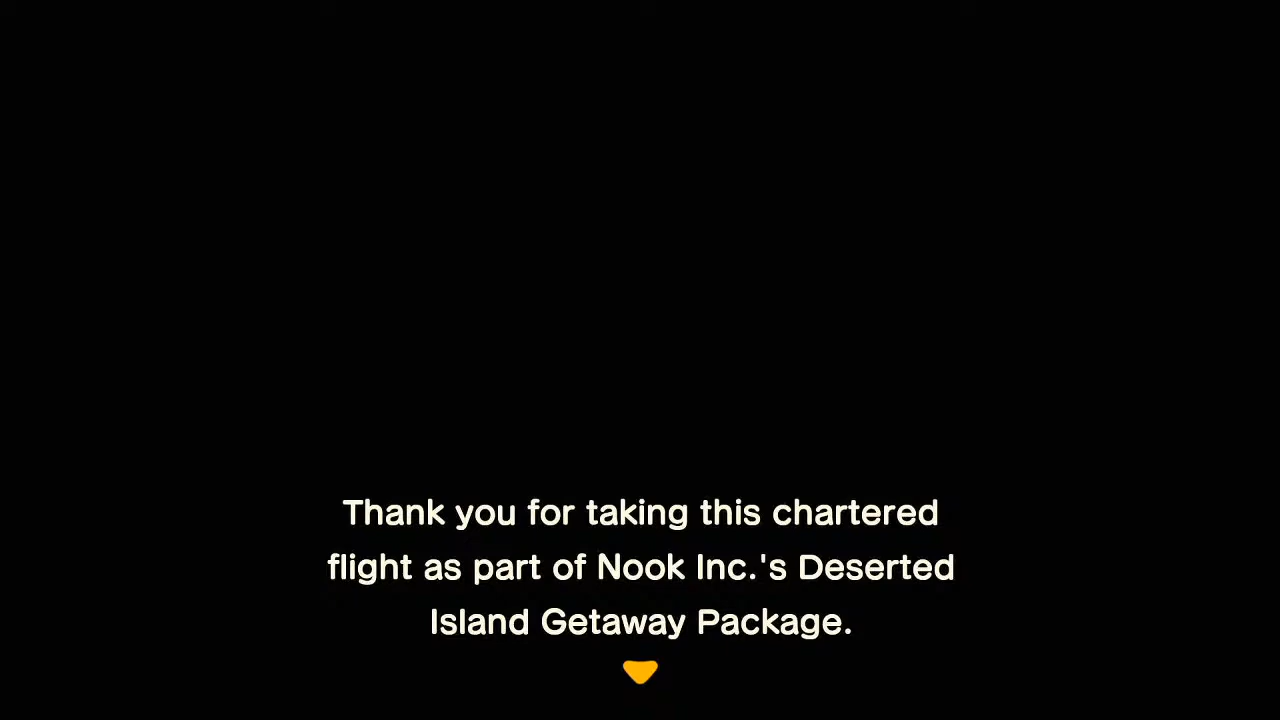 Thank you for taking this chartered
flight as part of Nook Inc.'s Deserted
Island Getaway Package.